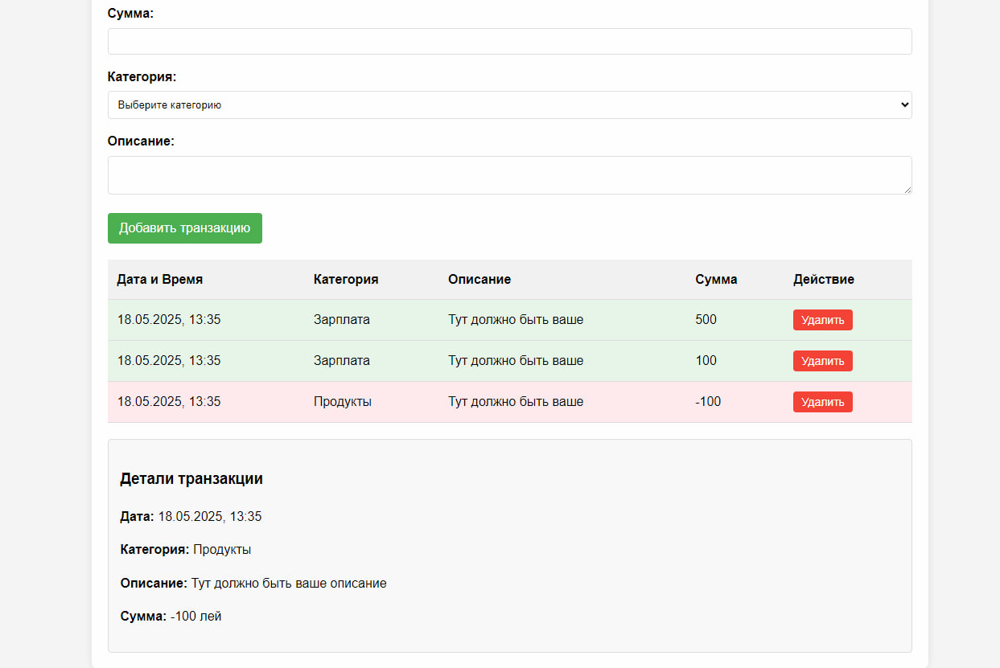 Сумма:
Категория:
Выберите категорию
Описание:
Добавить транзакцию
Дата и Время Категория Описание Сумма Действие
18.05.2025, 13:35 Зарплата Тут должно быть ваше 500 Удалить
18.05.2025, 13:35 Зарплата Тут должно быть ваше 100 Удалить
18.05.2025, 13:35 Продукты Тут должно быть ваше -100 Удалить
Детали транзакции
Дата: 18.05.2025, 13:35
Категория: Продукты
Описание: Тут должно быть ваше описание
Сумма: -100 лей